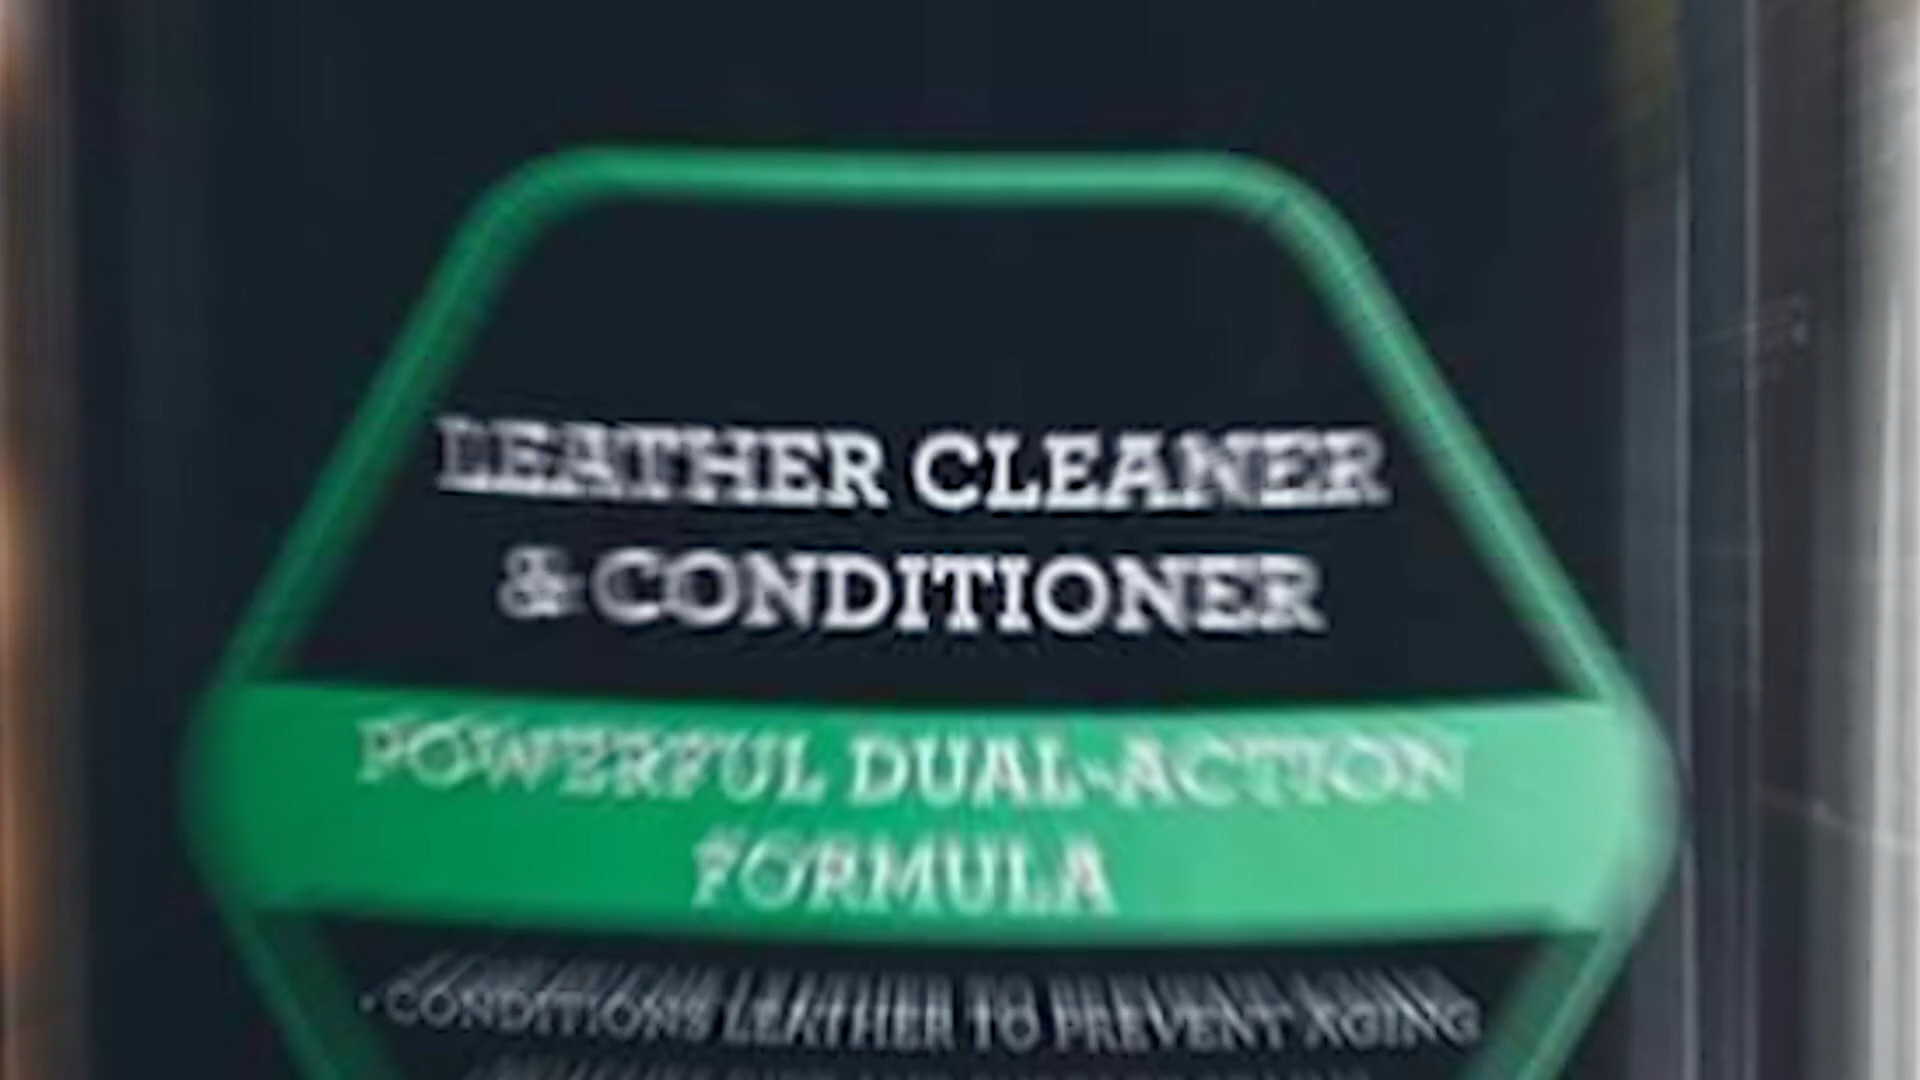 LEATHER CLEANER
& CONDITIONER
POWERFUL DUAL-ACTION
FORMULA
• CONDITIONS LEATHER TO PREVENT AGING